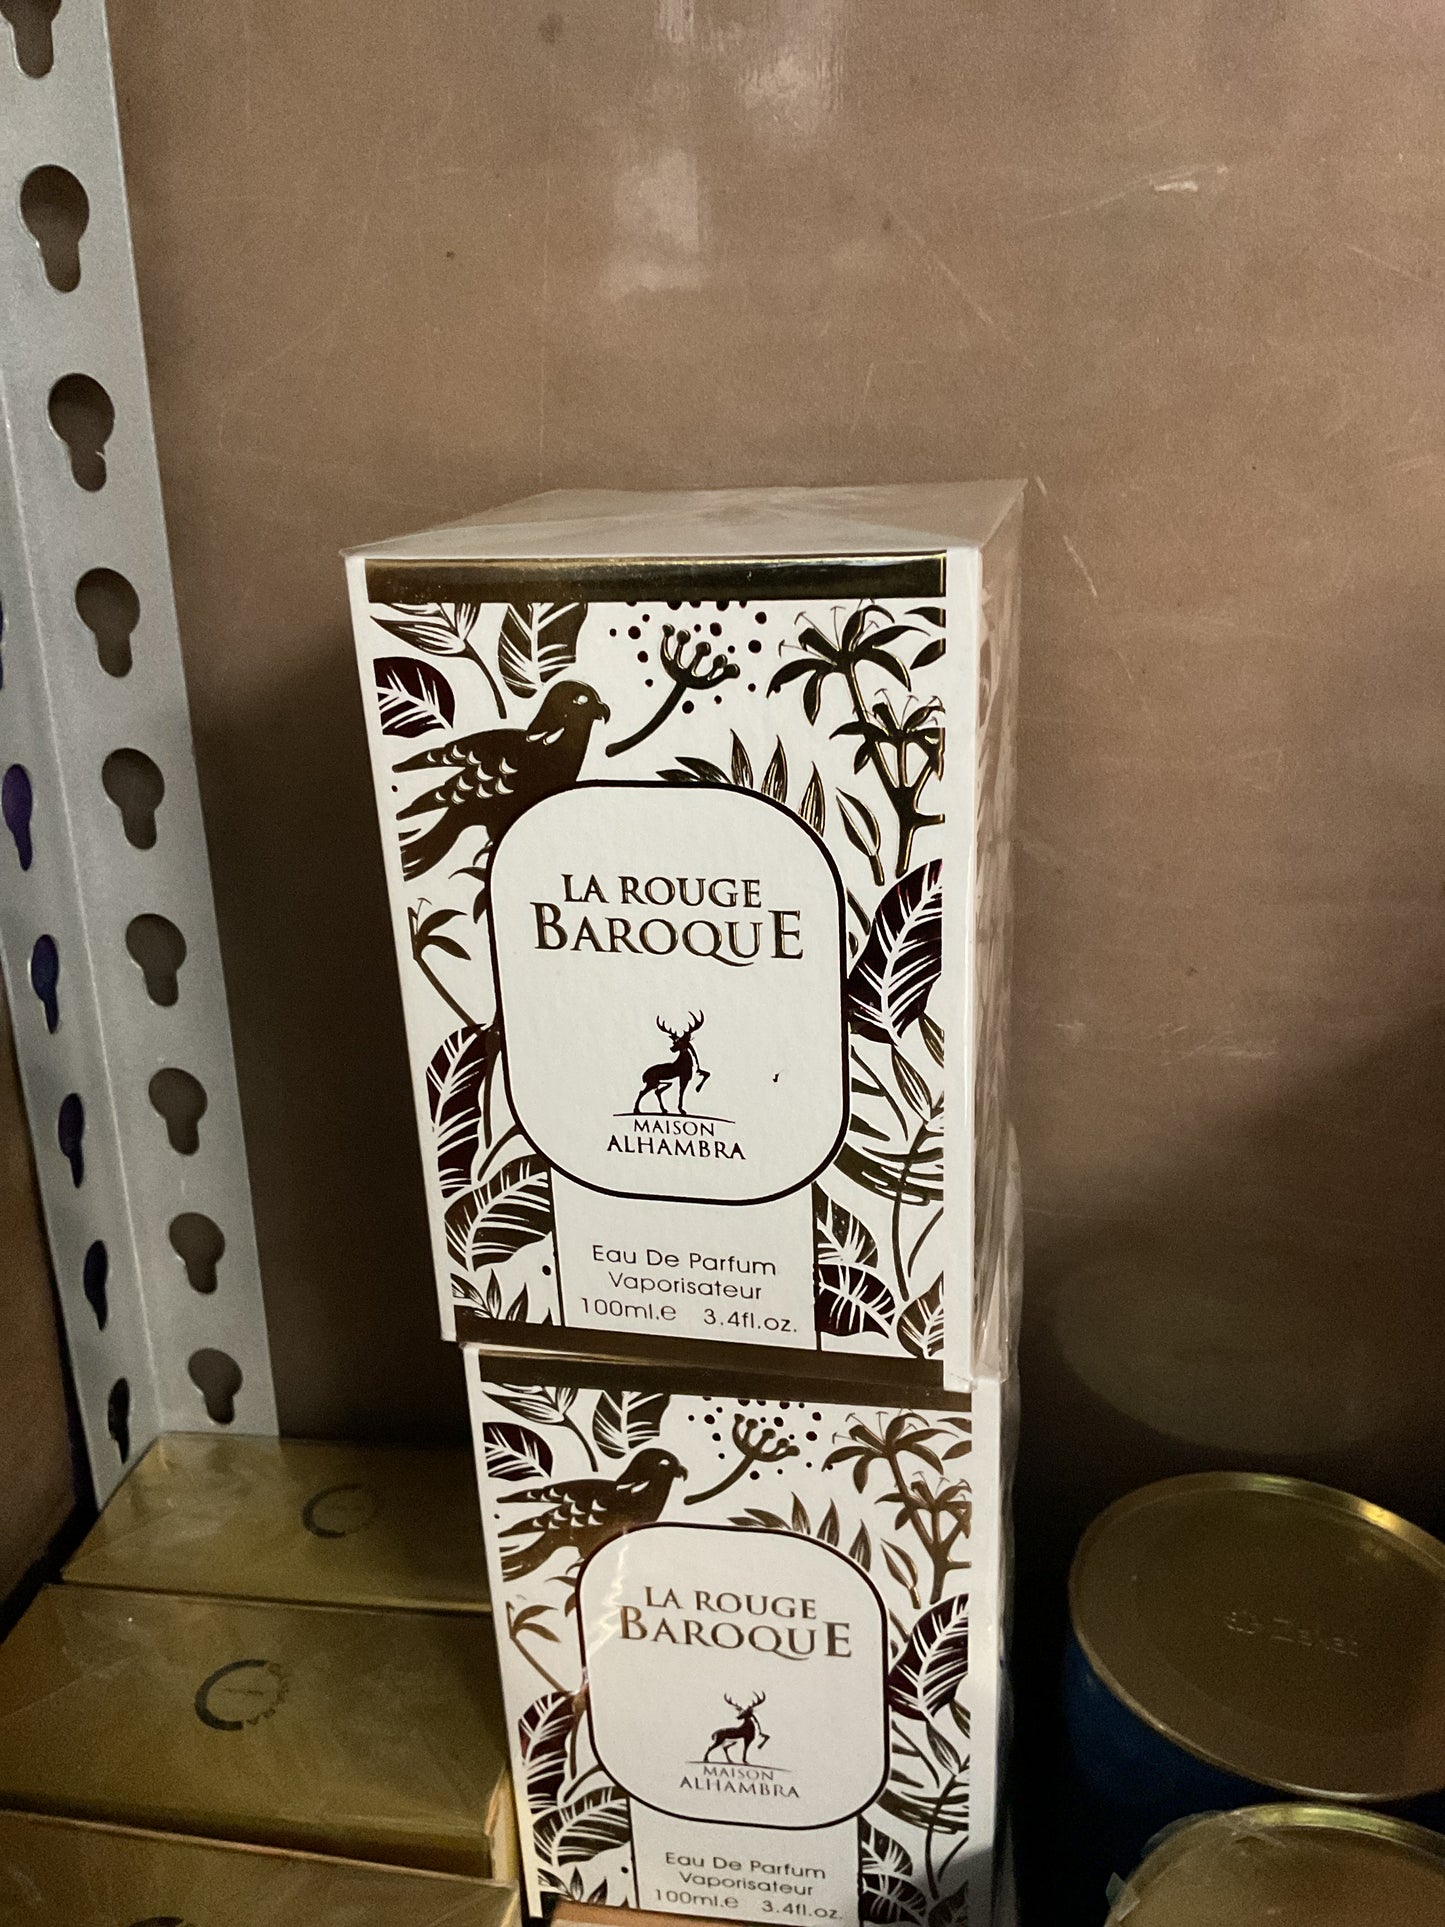 LA ROUGE
BAROQUE
MAISON
ALHAMBRA
Eau De Parfum
Vaporisateur
100ml.e 3.4fl.oz.
LA ROUGE
BAROQUE
MAISON
ALHAMBRA
Eau De Parfum
Vaporisateur
100ml.e 3.4fl.oz.